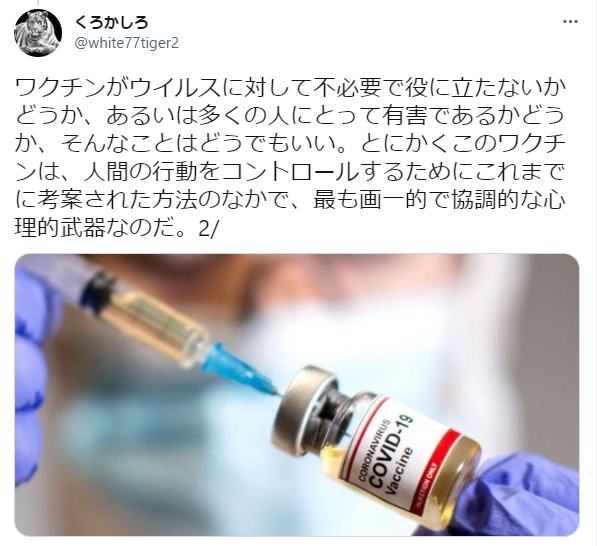 くろかしろ
@white77tiger2
ワクチンがウイルスに対して不必要で役に立たないか
どうか、あるいは多くの人にとって有害であるかどう
か、そんなことはどうでもいい。とにかくこのワクチ
ンは、人間の行動をコントロールするためにこれまで
に考案された方法のなかで、最も画一的で協調的な心
理的武器なのだ。2/
CORONAVIRUS
COVID-19
Vaccine
INJECTION ONLY